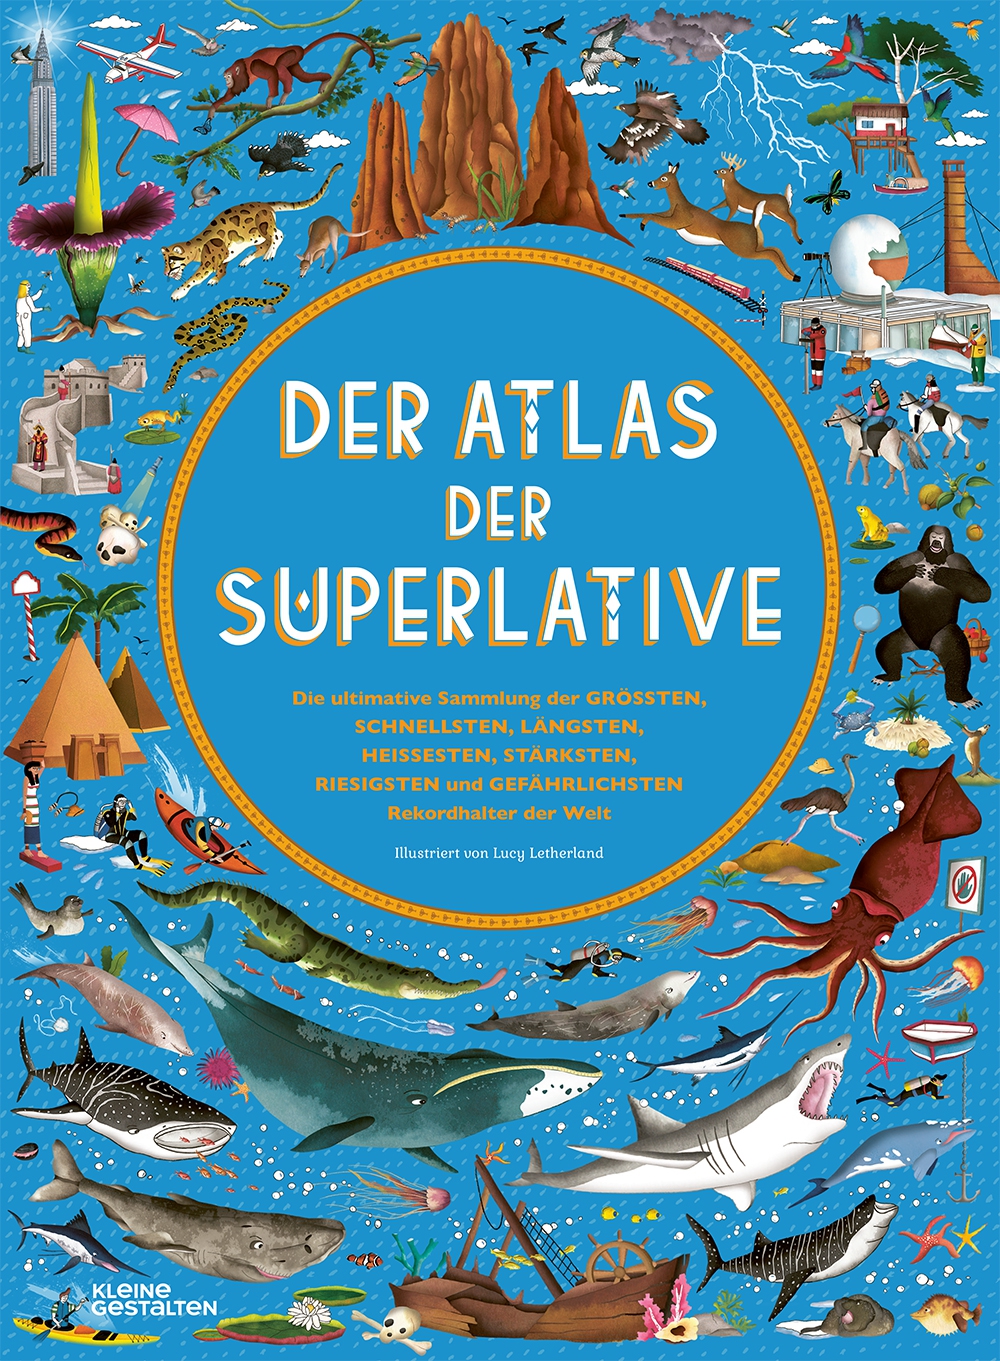 DER ATLAS
DER
SUPERLATIVE
Die ultimative Sammlung der GRÖSSTEN,
SCHNELLSTEN, LÄNGSTEN,
HEISSESTEN, STÄRKSTEN,
RIESIGSTEN und GEFÄHRLICHSTEN
Rekordhalter der Welt
Illustriert von Lucy Letherland
KLEINE
GESTALTEN